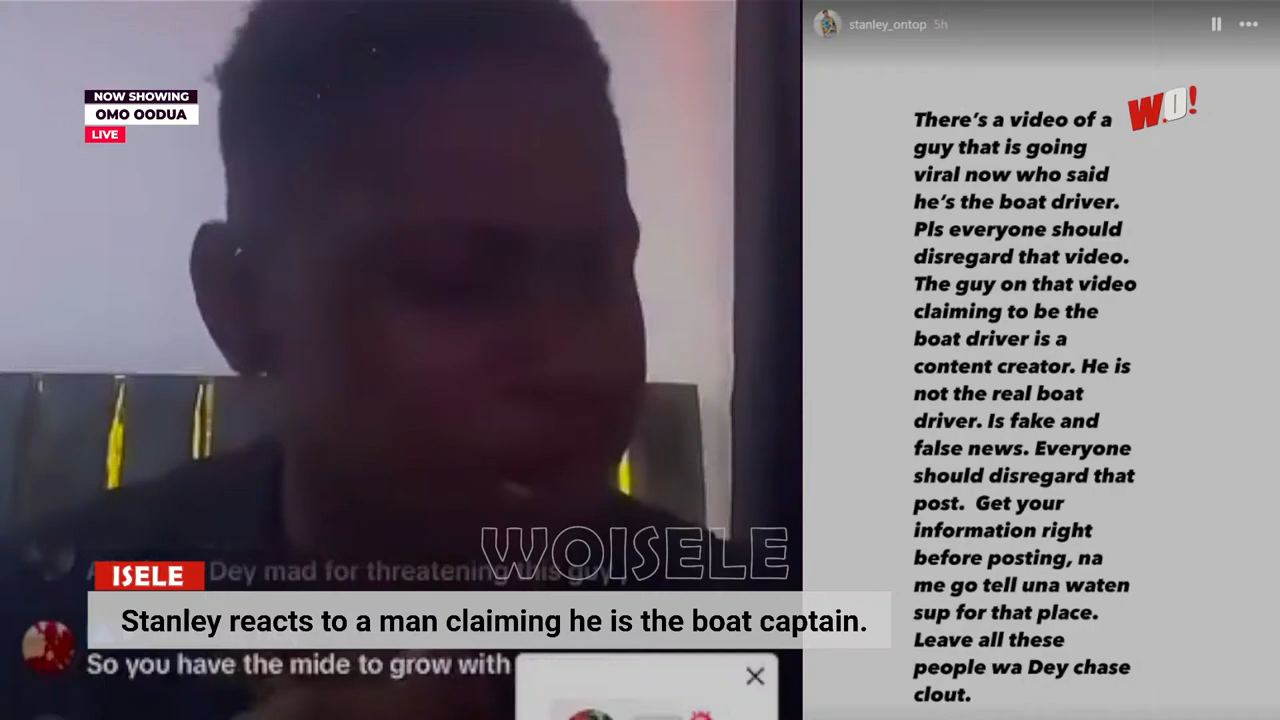 NOW SHOWING
OMO OODUA
LIVE
WOISELE
Dey mad for threatening this guy
ISELE
Stanley reacts to a man claiming he is the boat captain.
So you have the mide to grow with
stanley_ontop 5h
W.O!
There's a video of a
guy that is going
viral now who said
he's the boat driver.
Pls everyone should
disregard that video.
The guy on that video
claiming to be the
boat driver is a
content creator. He is
not the real boat
driver. Is fake and
false news. Everyone
should disregard that
post. Get your
information right
before posting, na
me go tell una waten
sup for that place.
Leave all these
people wa Dey chase
clout.